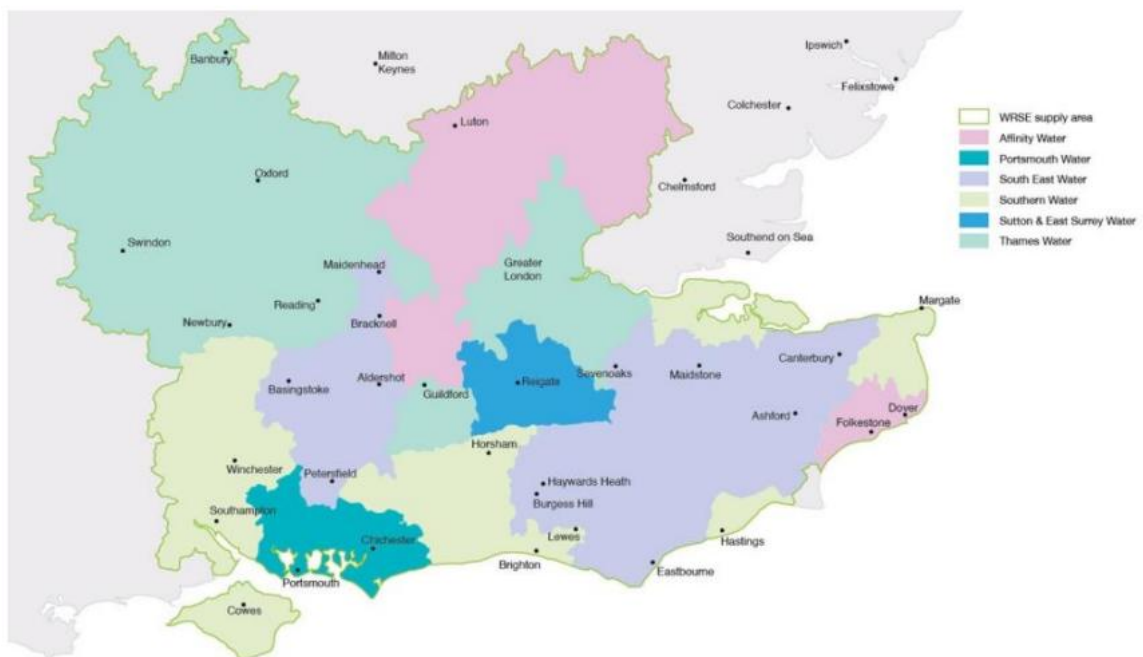 Banbury
Milton
Keynes
Ipswich
Felixstowe
Colchester
Luton
Oxford
Chelmsford
Swindon
Southend on Sea
Maidenhead
Greater
London
Reading
Newbury
Bracknell
Margate
Basingstoke
Aldershot
Guildford
Reigate
Sevenoaks
Maidstone
Canterbury
Ashford
Dover
Folkestone
Horsham
Winchester
Petersfield
Haywards Heath
Burgess Hill
Southampton
Chichester
Lewes
Hastings
Brighton
Eastbourne
Portsmouth
Cowes
WRSE supply area
Affinity Water
Portsmouth Water
South East Water
Southern Water
Sutton & East Surrey Water
Thames Water